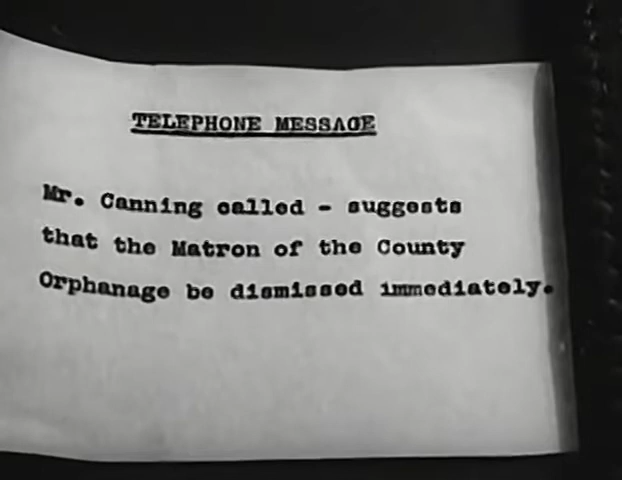 TELEPHONE MESSAGE
Mr. Canning called - suggests
that the Matron of the County
Orphanage be dismissed immediately.